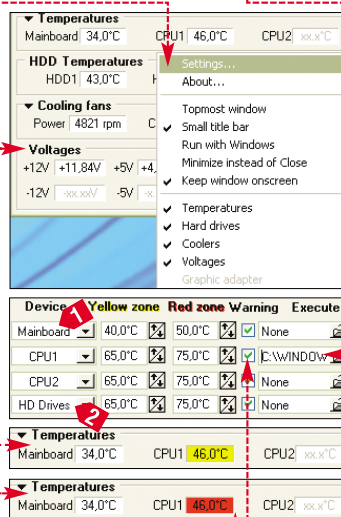 Temperatures
Mainboard 34,0°C CPU1 46,0°C CPU2 xx.x°C
HDD Temperatures
HDD1 43,0°C
Cooling fans
Power 4821 rpm C
Voltages
+12V +11,84V +5V +4,
-12V -xx.xxV -5V -x.
Settings...
About...
Topmost window
Small title bar
Run with Windows
Minimize instead of Close
Keep window onscreen
Temperatures
Hard drives
Coolers
Voltages
Graphic adapter
Device Yellow zone Red zone Warning Execute
Mainboard 40,0°C 50,0°C None
CPU1 65,0°C 75,0°C C:\WINDOW
CPU2 65,0°C 75,0°C None
HD Drives 65,0°C 75,0°C None
1
2
Temperatures
Mainboard 34,0°C CPU1 46,0°C CPU2 xx.x°C
Temperatures
Mainboard 34,0°C CPU1 46,0°C CPU2 xx.x°C